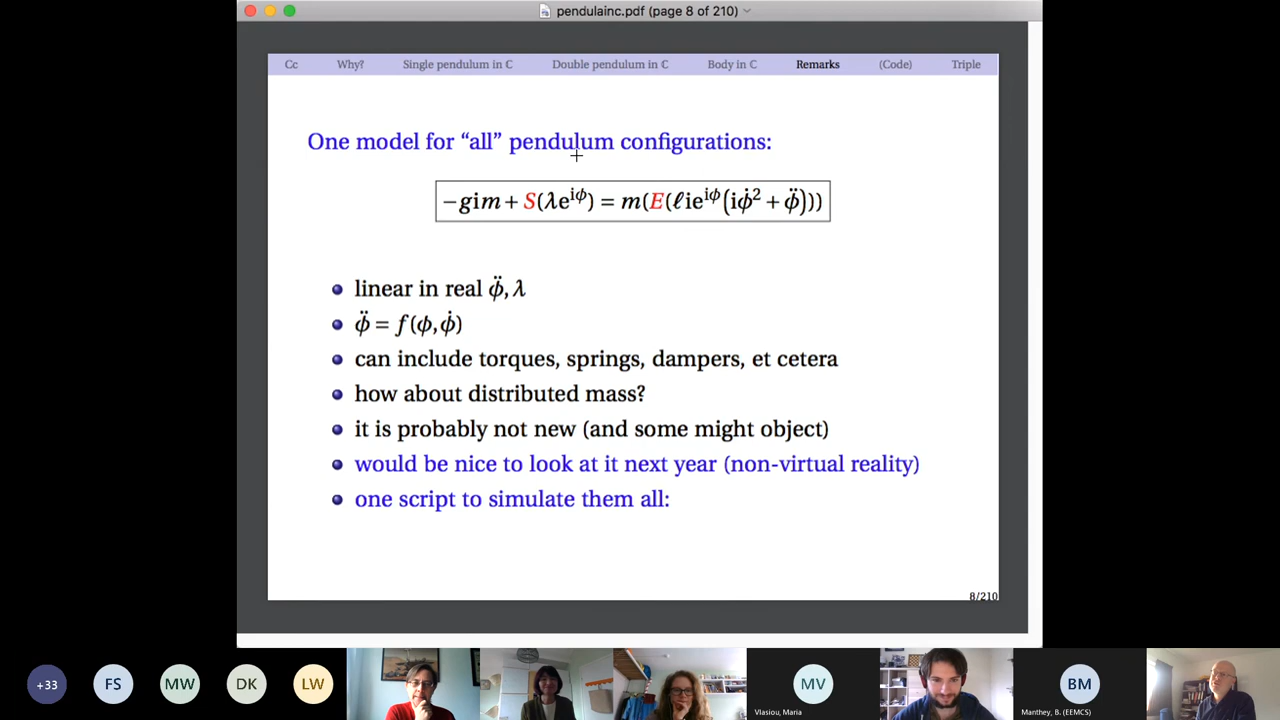 pendulainc.pdf (page 8 of 210)
Cc Why? Single pendulum in ℂ Double pendulum in ℂ Body in ℂ Remarks (Code) Triple
One model for “all” pendulum configurations:
−gim + S(λe^{iϕ}) = m(E(ℓie^{iϕ}(iϕ̇² + ϕ̈)))
linear in real ϕ̈, λ
ϕ̈ = f(ϕ, ϕ̇)
can include torques, springs, dampers, et cetera
how about distributed mass?
it is probably not new (and some might object)
would be nice to look at it next year (non-virtual reality)
one script to simulate them all:
8/210
+33 FS MW DK LW MV BM
Vlasiou, Maria Manthey, B. (EEMCS)